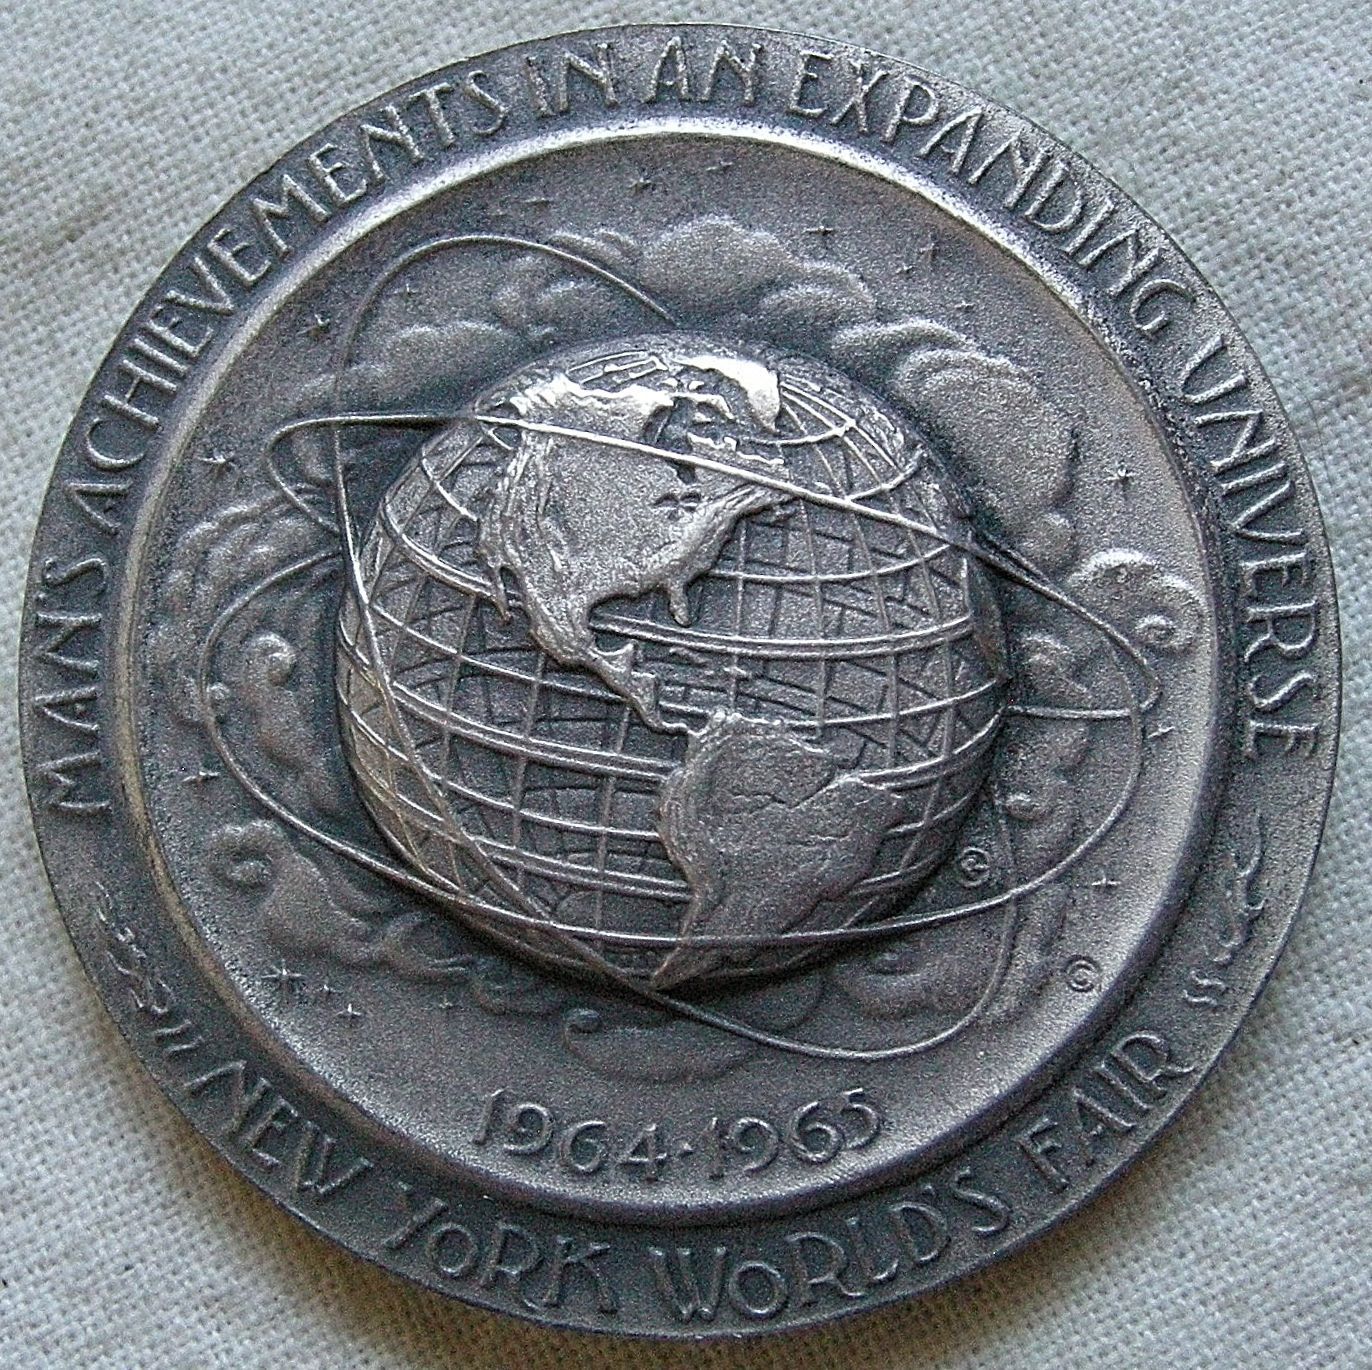 MAN'S ACHIEVEMENTS IN AN EXPANDING UNIVERSE
©
©
1964·1965
NEW YORK WORLD'S FAIR